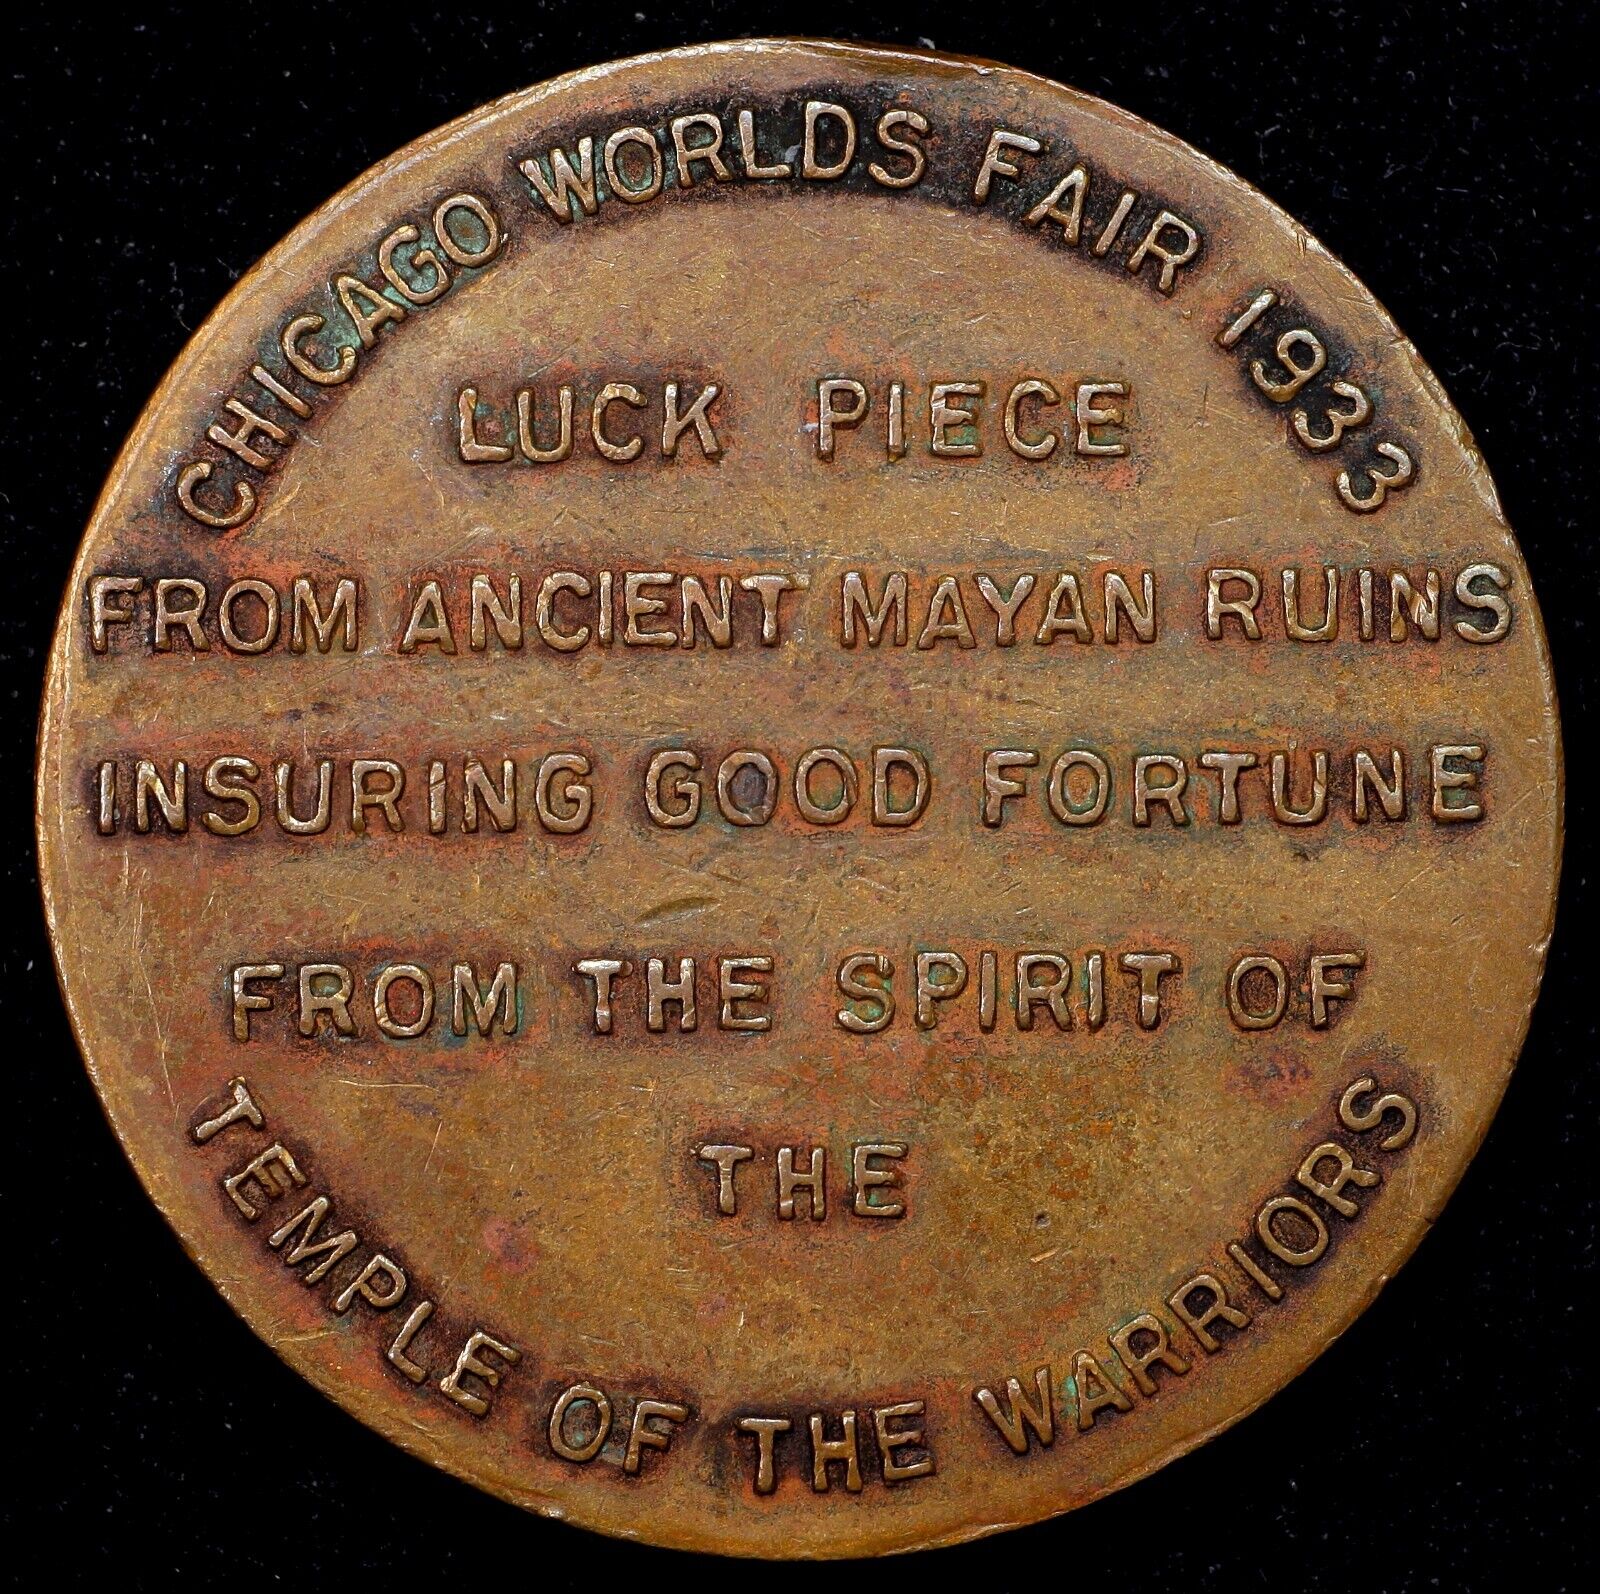 CHICAGO WORLDS FAIR 1933
LUCK PIECE
FROM ANCIENT MAYAN RUINS
INSURING GOOD FORTUNE
FROM THE SPIRIT OF
THE
TEMPLE OF THE WARRIORS